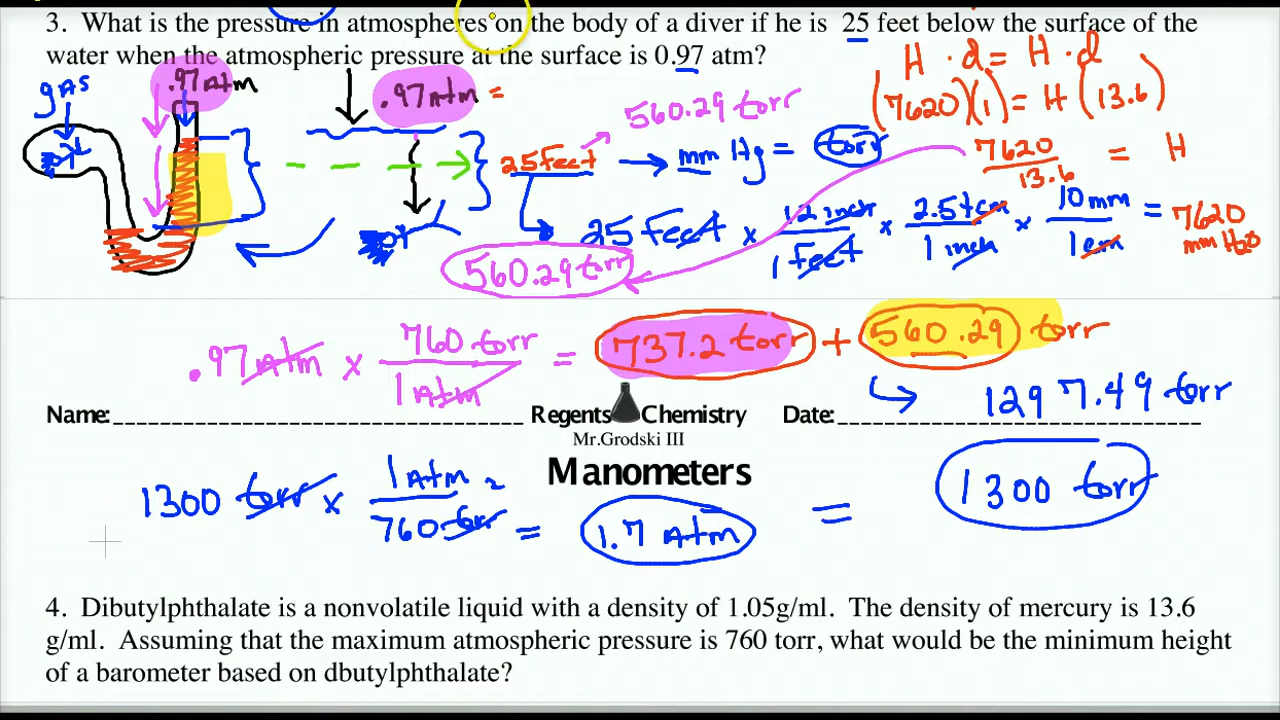 3. What is the pressure in atmospheres on the body of a diver if he is 25 feet below the surface of the
water when the atmospheric pressure at the surface is 0.97 atm?
H · d = H · d
(7620)(1) = H (13.6)
gas
.97 Atm
.97 Atm =
560.29 torr
7620 / 13.6 = H
25 feet → mm Hg = torr
25 feet × 12 inch / 1 feet × 2.54 cm / 1 inch × 10 mm / 1 cm = 7620 mm H2O
560.29 torr
.97 Atm × 760 torr / 1 Atm = 737.2 torr + 560.29 torr
1297.49 torr
Name:__________________________________ Regents Chemistry Date:______________________________
Mr.Grodski III
Manometers
1300 torr × 1 Atm / 760 torr = 1.7 Atm = 1300 torr
4. Dibutylphthalate is a nonvolatile liquid with a density of 1.05g/ml. The density of mercury is 13.6
g/ml. Assuming that the maximum atmospheric pressure is 760 torr, what would be the minimum height
of a barometer based on dbutylphthalate?